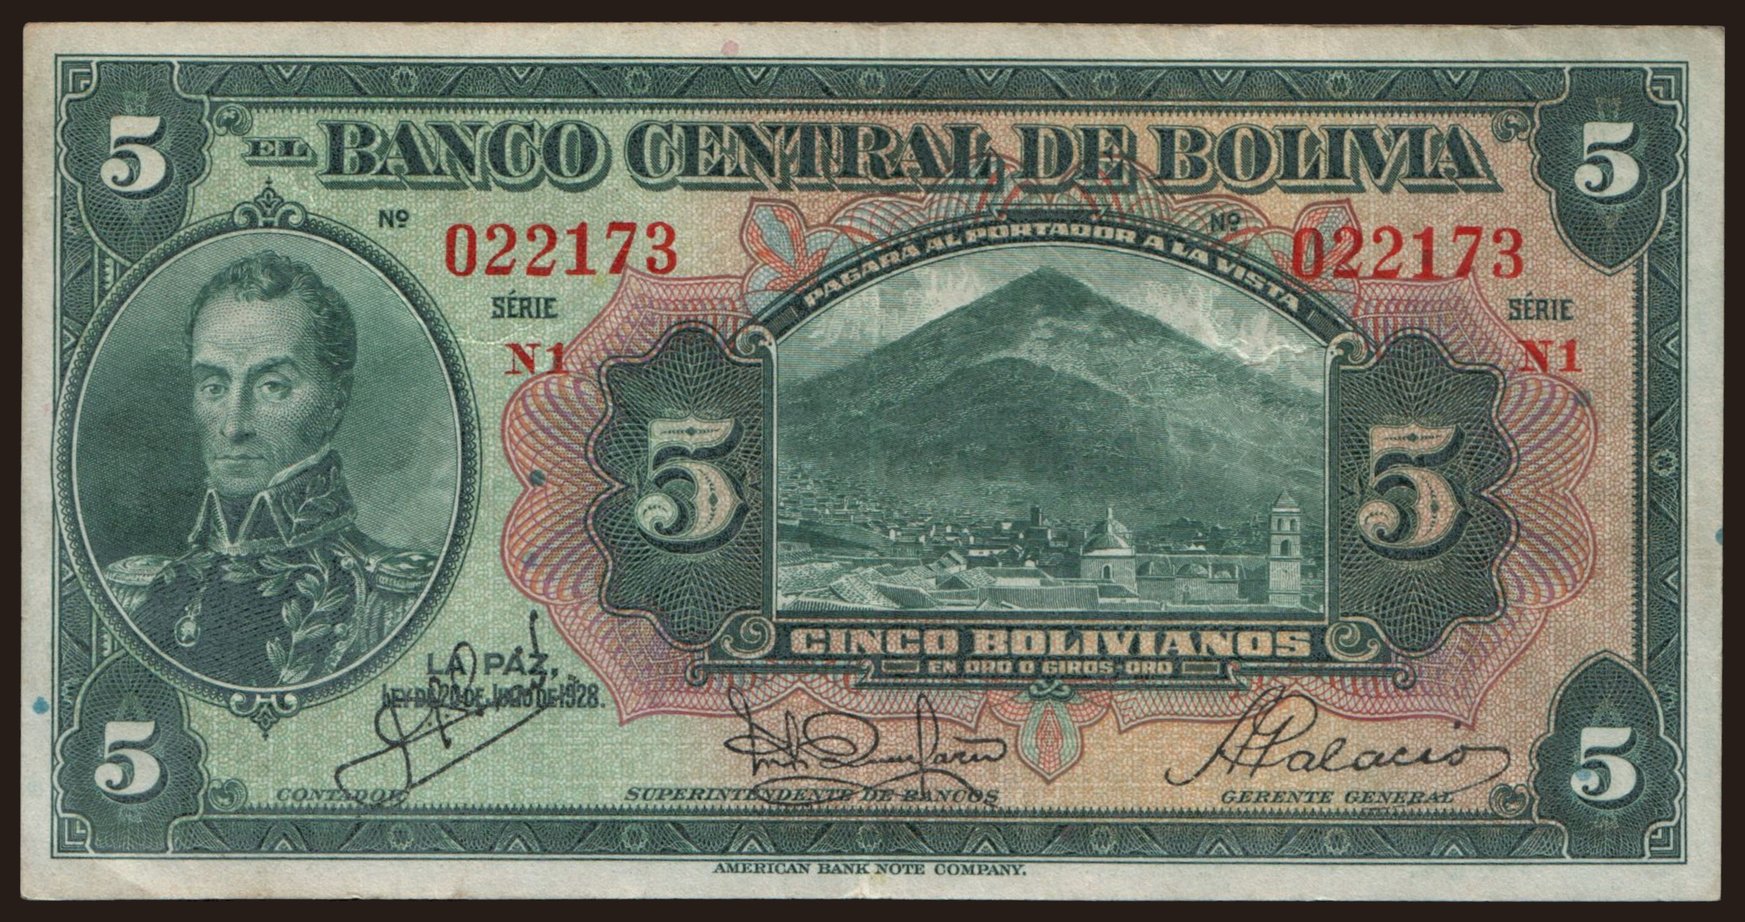 5 5
EL BANCO CENTRAL DE BOLIVIA
Nº 022173 Nº 022173
PAGARA AL PORTADOR A LA VISTA
SÉRIE SÉRIE
N1 N1
5 5
CINCO BOLIVIANOS
EN ORO O GIROS-ORO
LA PAZ,
LEY DE 20 DE JULIO DE 1928.
A Palacio
5 5
CONTADOR SUPERINTENDENTE DE BANCOS GERENTE GENERAL
AMERICAN BANK NOTE COMPANY.